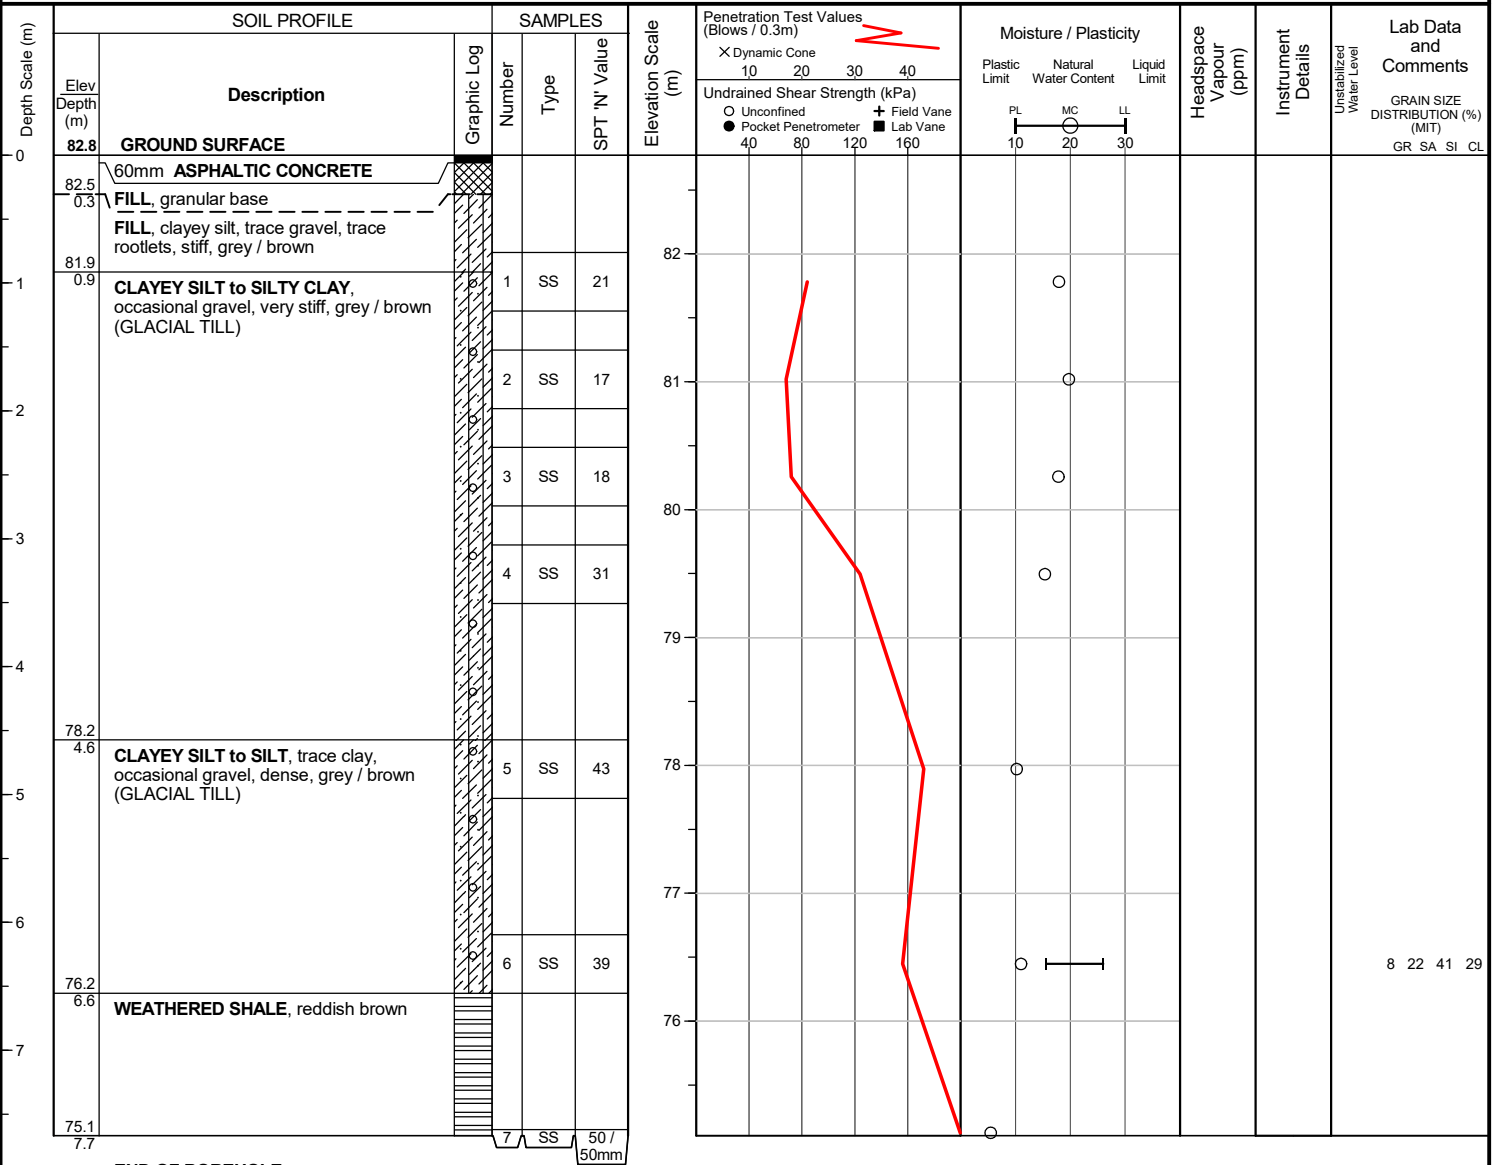 SOIL PROFILE
SAMPLES
Depth Scale (m)
Elev
Depth
(m)
Description
Graphic Log
Number
Type
SPT 'N' Value
Elevation Scale
(m)
Penetration Test Values
(Blows / 0.3m)
× Dynamic Cone
10 20 30 40
Undrained Shear Strength (kPa)
Unconfined
Field Vane
Pocket Penetrometer
Lab Vane
40 80 120 160
Moisture / Plasticity
Plastic
Limit
Natural
Water Content
Liquid
Limit
PL MC LL
10 20 30
Headspace
Vapour
(ppm)
Instrument
Details
Unstabilized
Water Level
Lab Data
and
Comments
GRAIN SIZE
DISTRIBUTION (%)
(MIT)
GR SA SI CL
82.8 GROUND SURFACE
0
60mm ASPHALTIC CONCRETE
82.5
0.3
FILL, granular base
FILL, clayey silt, trace gravel, trace
rootlets, stiff, grey / brown
82
81.9
0.9
1
CLAYEY SILT to SILTY CLAY,
occasional gravel, very stiff, grey / brown
(GLACIAL TILL)
1 SS 21
2 SS 17
81
2
3 SS 18
80
3
4 SS 31
79
4
78.2
4.6
CLAYEY SILT to SILT, trace clay,
occasional gravel, dense, grey / brown
(GLACIAL TILL)
5 SS 43
78
5
77
6
6 SS 39
8 22 41 29
76.2
6.6
WEATHERED SHALE, reddish brown
76
7
75.1
7.7
7 SS 50 /
50mm
END OF BOREHOLE